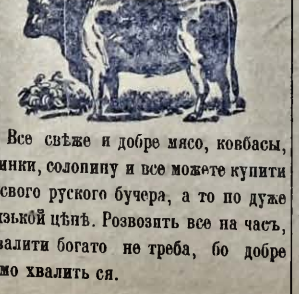 Все свѣже и добре мясо, ковбасы,
инки, солонину и все можете купити
свого руского бучера, а то по дуже
изькой цѣнѣ. Розвозить все на часъ,
валити богато не треба, бо добре
мо хвалить ся.